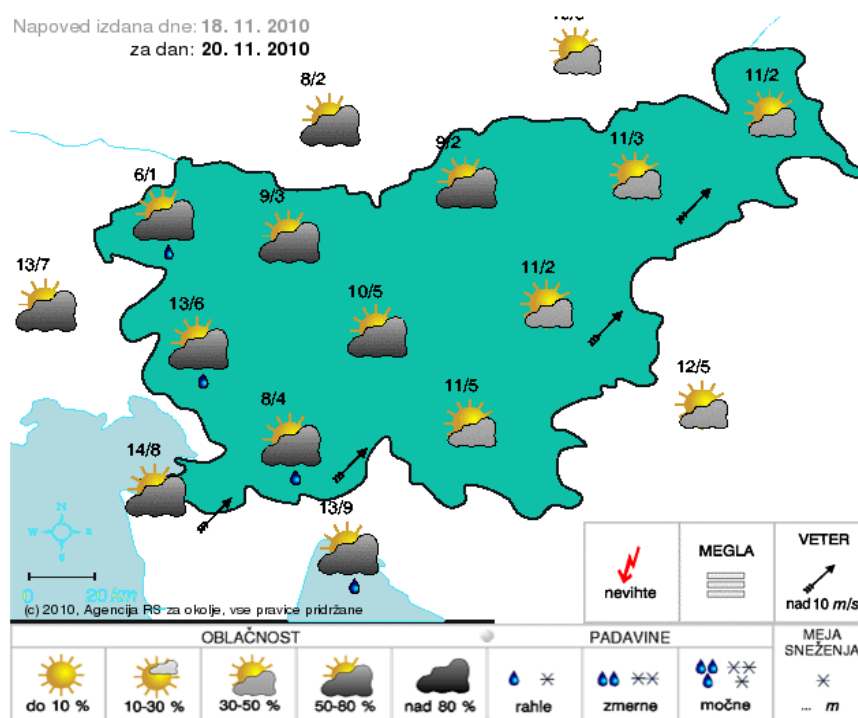 Napoved izdana dne: 18. 11. 2010
za dan: 20. 11. 2010
8/2
11/2
11/3
9/2
6/1
9/3
13/7
11/2
13/6
10/5
12/5
11/5
8/4
14/8
13/9
N
W E
S
0 20 km
(c) 2010, Agencija RS za okolje, vse pravice pridržane
nevihte
MEGLA
VETER
nad 10 m/s
OBLAČNOST
PADAVINE
MEJA
SNEŽENJA
do 10 %
10-30 %
30-50 %
50-80 %
nad 80 %
rahle
zmerne
močne
... m